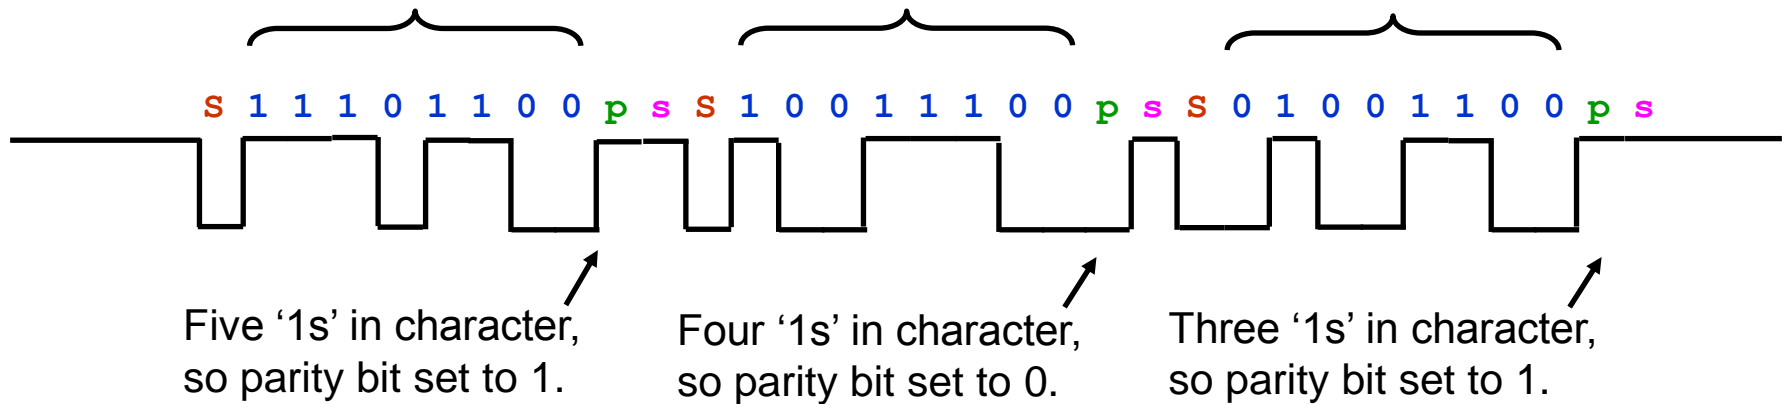 S 1 1 1 0 1 1 0 0 p s S 1 0 0 1 1 1 0 0 p s S 0 1 0 0 1 1 0 0 p s
Five ‘1s’ in character,
so parity bit set to 1.
Four ‘1s’ in character,
so parity bit set to 0.
Three ‘1s’ in character,
so parity bit set to 1.